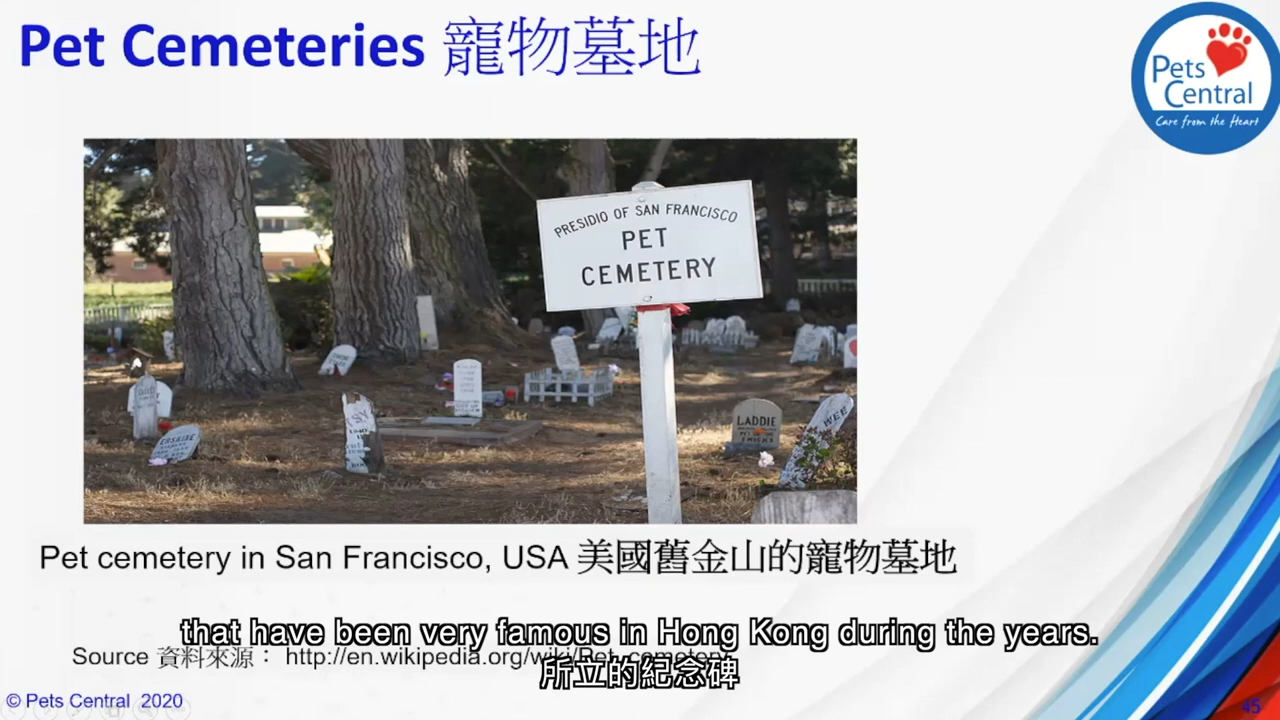 Pet Cemeteries 寵物墓地
Pets
Central
Care from the Heart
PRESIDIO OF SAN FRANCISCO
PET
CEMETERY
LADDIE
WEE
ERSKINE
Pet cemetery in San Francisco, USA 美國舊金山的寵物墓地
that have been very famous in Hong Kong during the years.
Source 資料來源： http://en.wikipedia.org/wiki/Pet_cemetery
所立的紀念碑
© Pets Central 2020
45